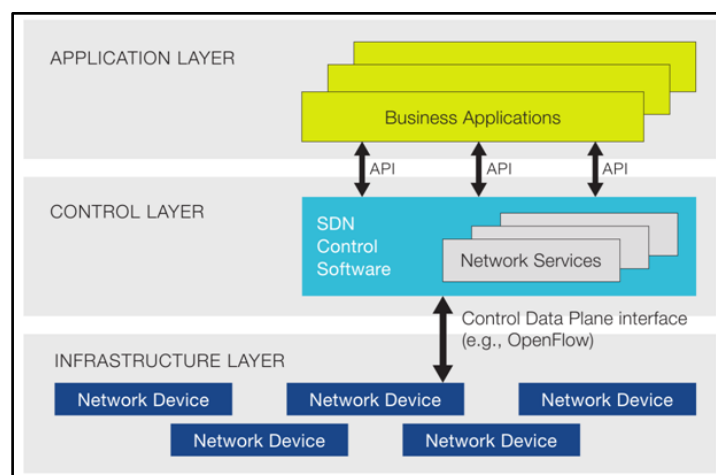 APPLICATION LAYER
Business Applications
API
API
API
CONTROL LAYER
SDN
Control
Software
Network Services
Control Data Plane interface
(e.g., OpenFlow)
INFRASTRUCTURE LAYER
Network Device
Network Device
Network Device
Network Device
Network Device